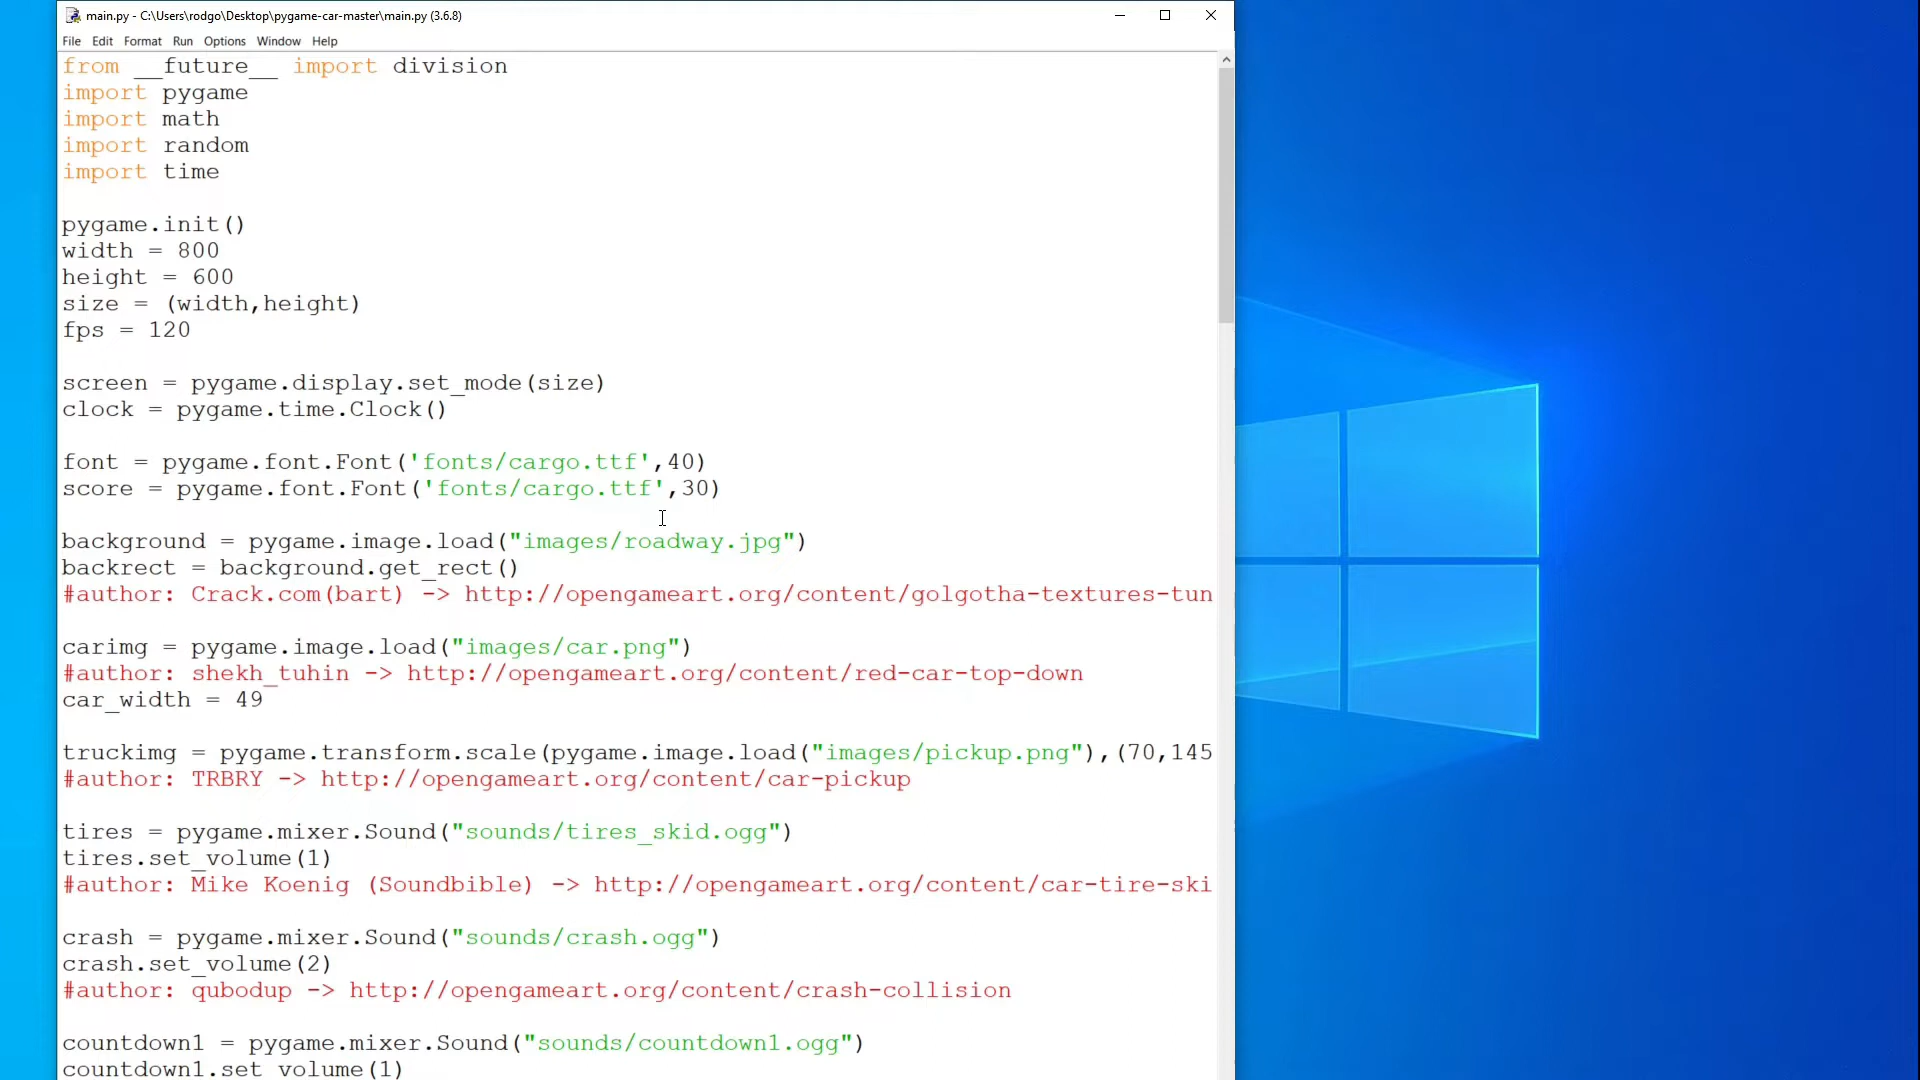 main.py - C:\Users\rodgo\Desktop\pygame-car-master\main.py (3.6.8)
File Edit Format Run Options Window Help
from __future__ import division
import pygame
import math
import random
import time
pygame.init()
width = 800
height = 600
size = (width,height)
fps = 120
screen = pygame.display.set_mode(size)
clock = pygame.time.Clock()
font = pygame.font.Font('fonts/cargo.ttf',40)
score = pygame.font.Font('fonts/cargo.ttf',30)
background = pygame.image.load("images/roadway.jpg")
backrect = background.get_rect()
#author: Crack.com(bart) -> http://opengameart.org/content/golgotha-textures-tun
carimg = pygame.image.load("images/car.png")
#author: shekh_tuhin -> http://opengameart.org/content/red-car-top-down
car_width = 49
truckimg = pygame.transform.scale(pygame.image.load("images/pickup.png"),(70,145
#author: TRBRY -> http://opengameart.org/content/car-pickup
tires = pygame.mixer.Sound("sounds/tires_skid.ogg")
tires.set_volume(1)
#author: Mike Koenig (Soundbible) -> http://opengameart.org/content/car-tire-ski
crash = pygame.mixer.Sound("sounds/crash.ogg")
crash.set_volume(2)
#author: qubodup -> http://opengameart.org/content/crash-collision
countdown1 = pygame.mixer.Sound("sounds/countdown1.ogg")
countdown1.set_volume(1)